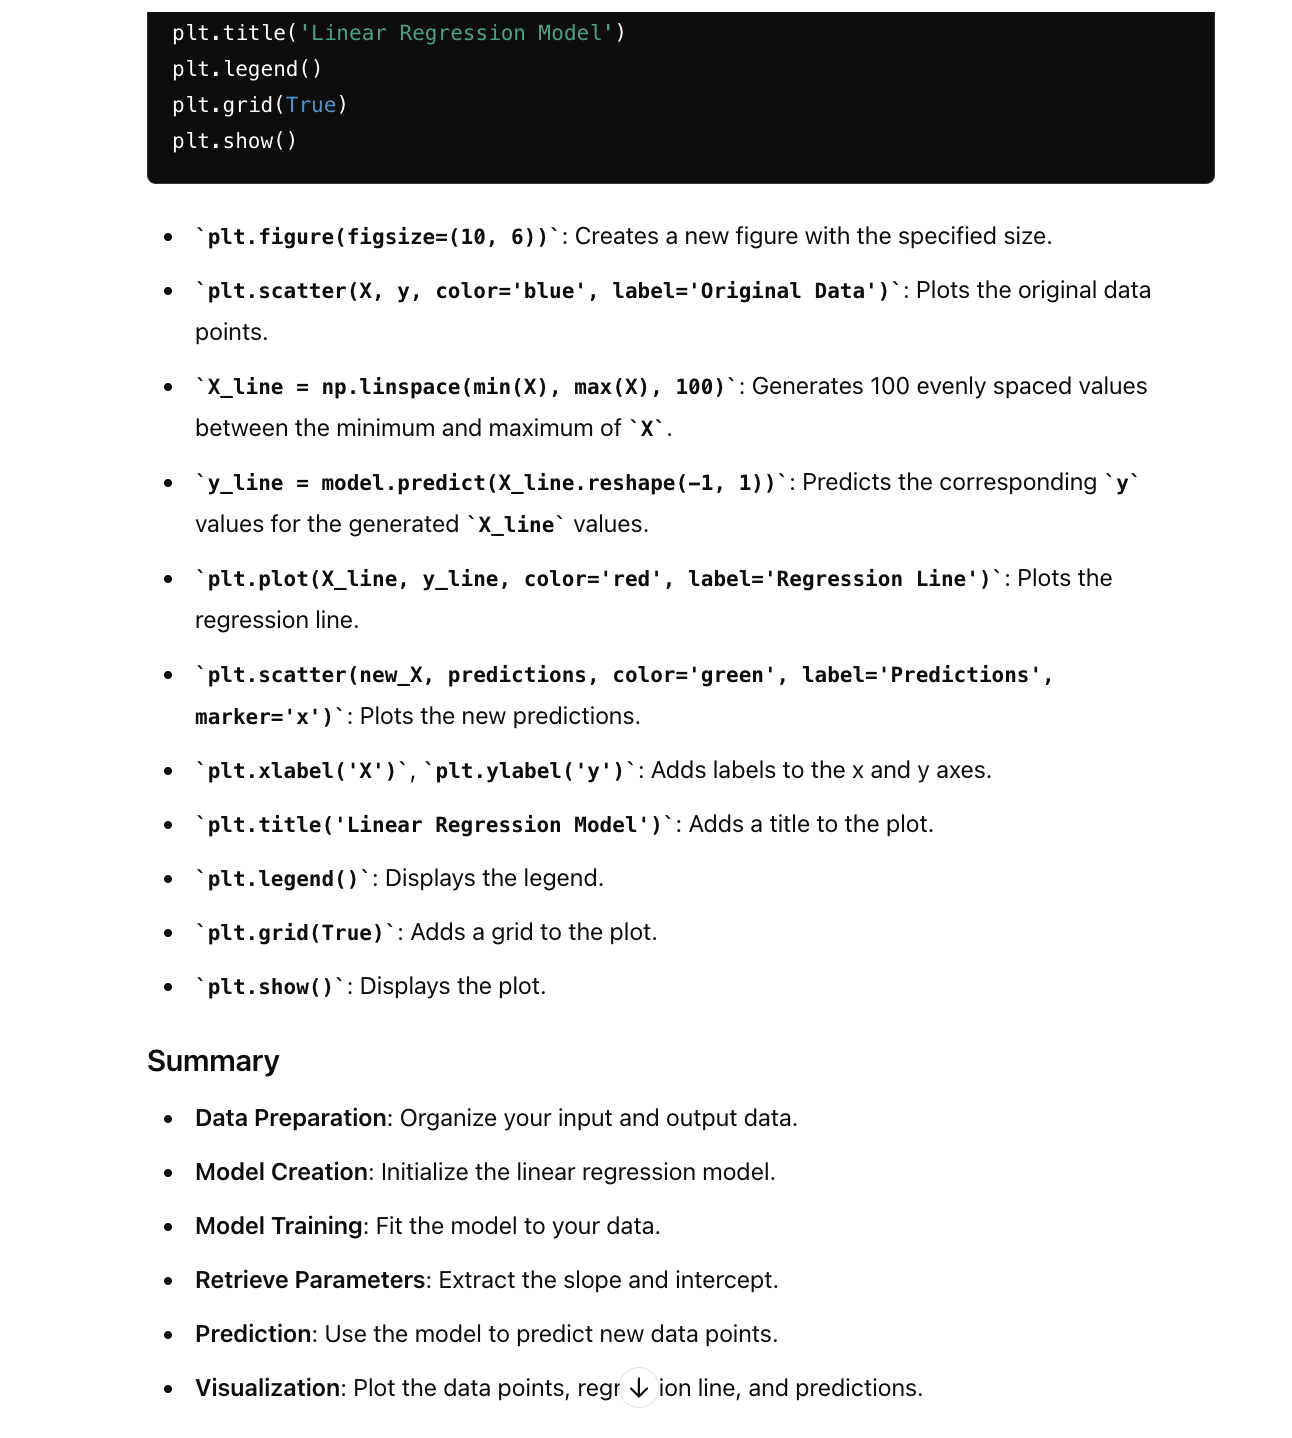 plt.title('Linear Regression Model')
plt.legend()
plt.grid(True)
plt.show()
• `plt.figure(figsize=(10, 6))`: Creates a new figure with the specified size.
• `plt.scatter(X, y, color='blue', label='Original Data')`: Plots the original data
points.
• `X_line = np.linspace(min(X), max(X), 100)`: Generates 100 evenly spaced values
between the minimum and maximum of `X`.
• `y_line = model.predict(X_line.reshape(-1, 1))`: Predicts the corresponding `y`
values for the generated `X_line` values.
• `plt.plot(X_line, y_line, color='red', label='Regression Line')`: Plots the
regression line.
• `plt.scatter(new_X, predictions, color='green', label='Predictions',
marker='x')`: Plots the new predictions.
• `plt.xlabel('X')`, `plt.ylabel('y')`: Adds labels to the x and y axes.
• `plt.title('Linear Regression Model')`: Adds a title to the plot.
• `plt.legend()`: Displays the legend.
• `plt.grid(True)`: Adds a grid to the plot.
• `plt.show()`: Displays the plot.
Summary
• Data Preparation: Organize your input and output data.
• Model Creation: Initialize the linear regression model.
• Model Training: Fit the model to your data.
• Retrieve Parameters: Extract the slope and intercept.
• Prediction: Use the model to predict new data points.
• Visualization: Plot the data points, regression line, and predictions.